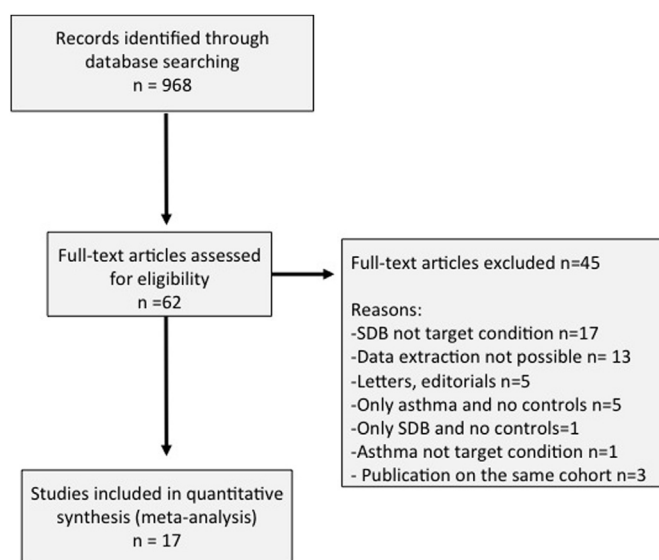 Records identified through
database searching
n = 968
Full-text articles assessed
for eligibility
n =62
Full-text articles excluded n=45
Reasons:
-SDB not target condition n=17
-Data extraction not possible n= 13
-Letters, editorials n=5
-Only asthma and no controls n=5
-Only SDB and no controls=1
-Asthma not target condition n=1
- Publication on the same cohort n=3
Studies included in quantitative
synthesis (meta-analysis)
n = 17